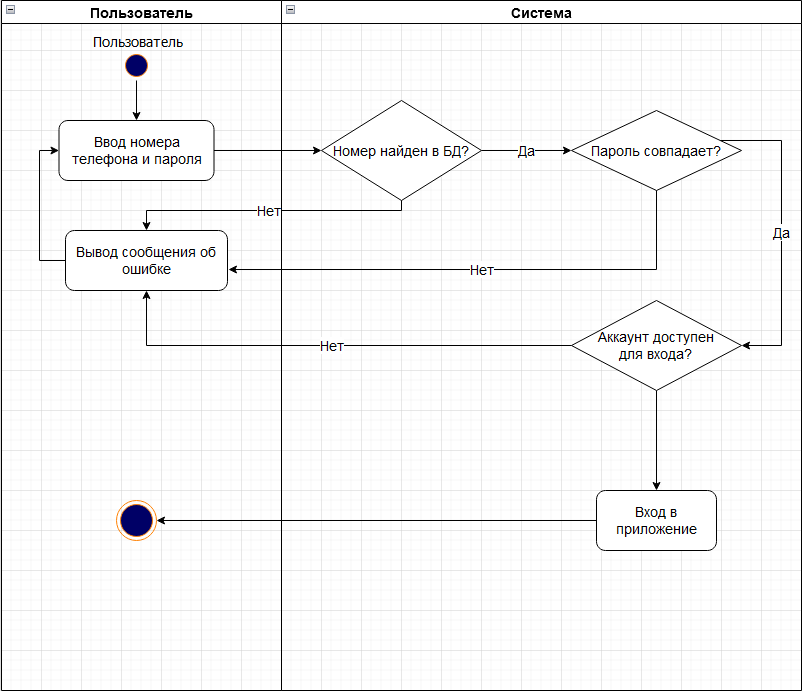 Пользователь
Система
Пользователь
Ввод номера
телефона и пароля
Номер найден в БД?
Да
Пароль совпадает?
Нет
Да
Вывод сообщения об
ошибке
Нет
Нет
Аккаунт доступен
для входа?
Вход в
приложение